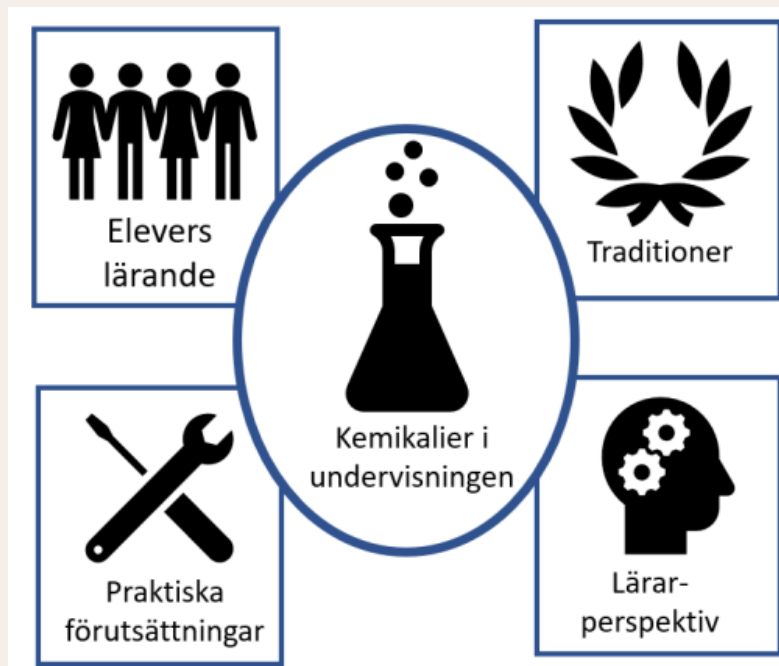 Elevers
lärande
Traditioner
Kemikalier i
undervisningen
Praktiska
förutsättningar
Lärar-
perspektiv